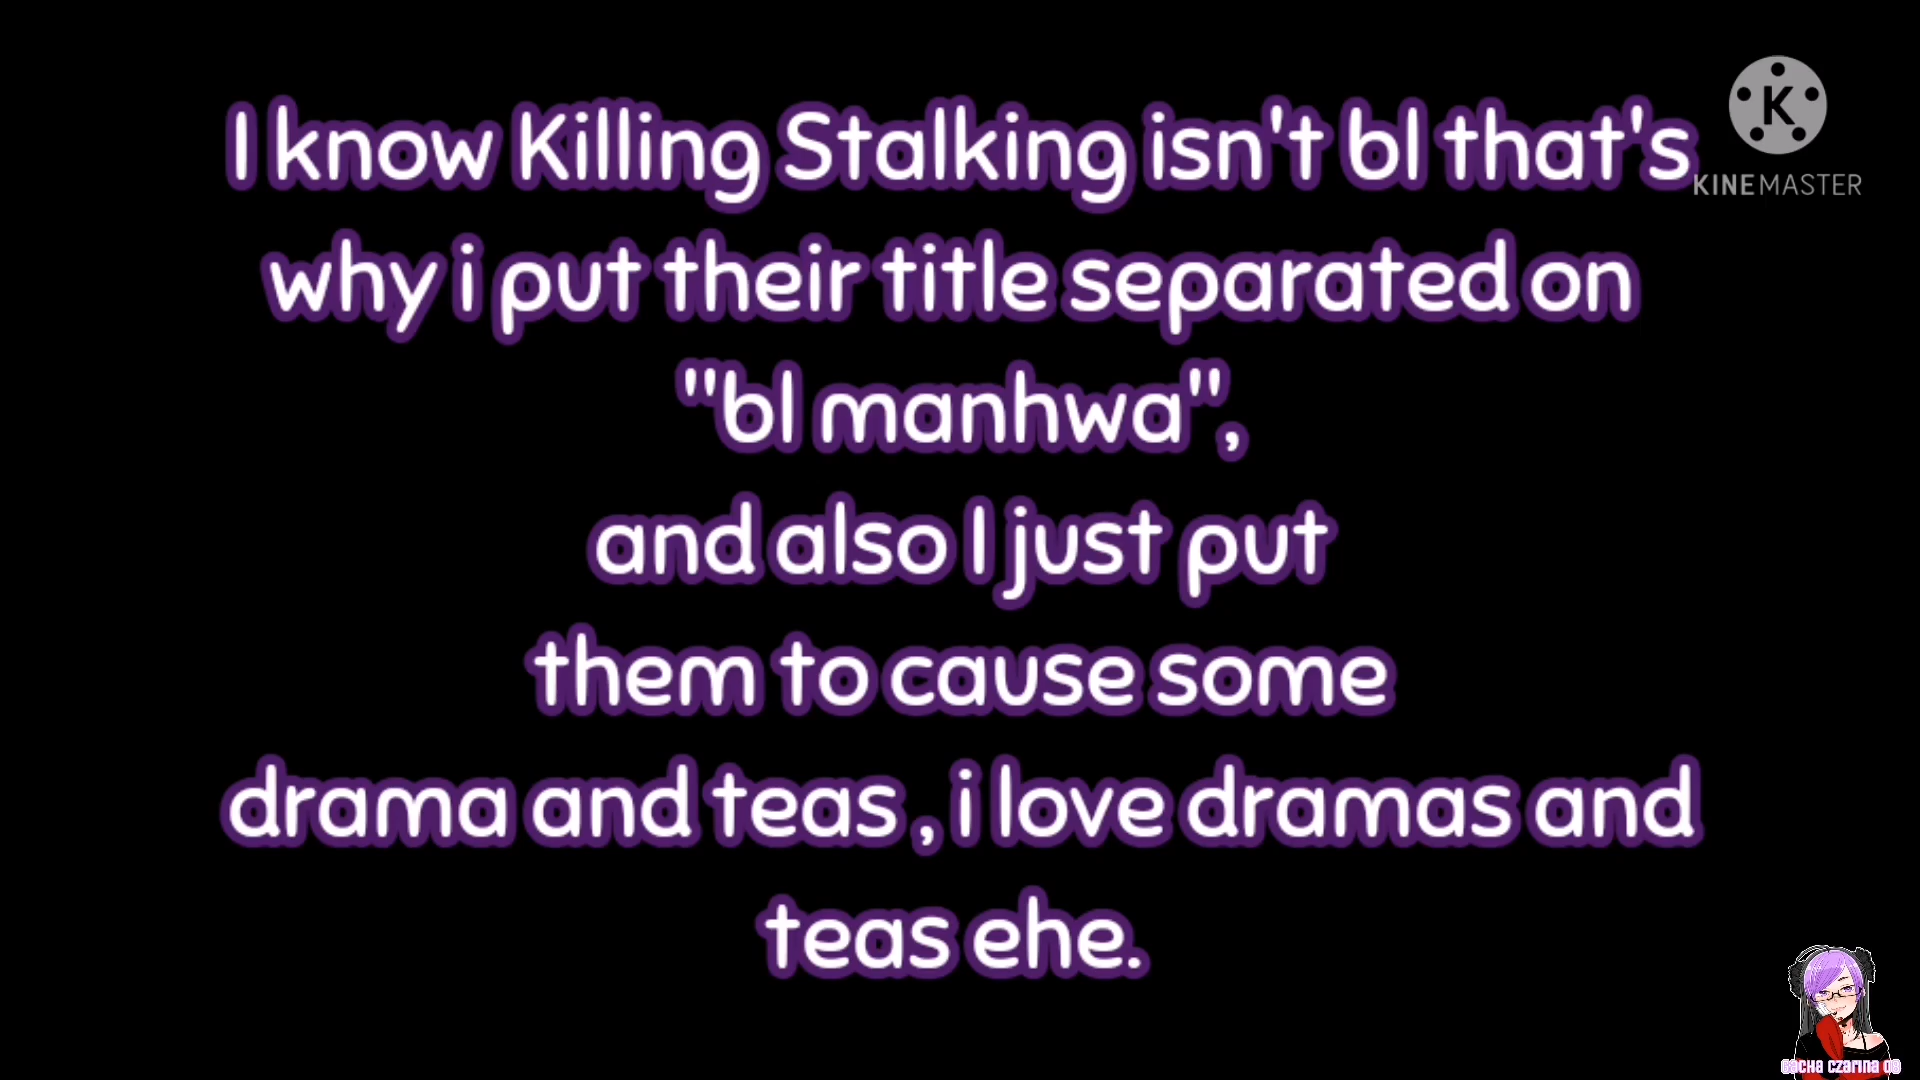 I know Killing Stalking isn't bl that's
why i put their title separated on
"bl manhwa",
and also I just put
them to cause some
drama and teas , i love dramas and
teas ehe.
K
KINEMASTER
Gacha Czarina 08